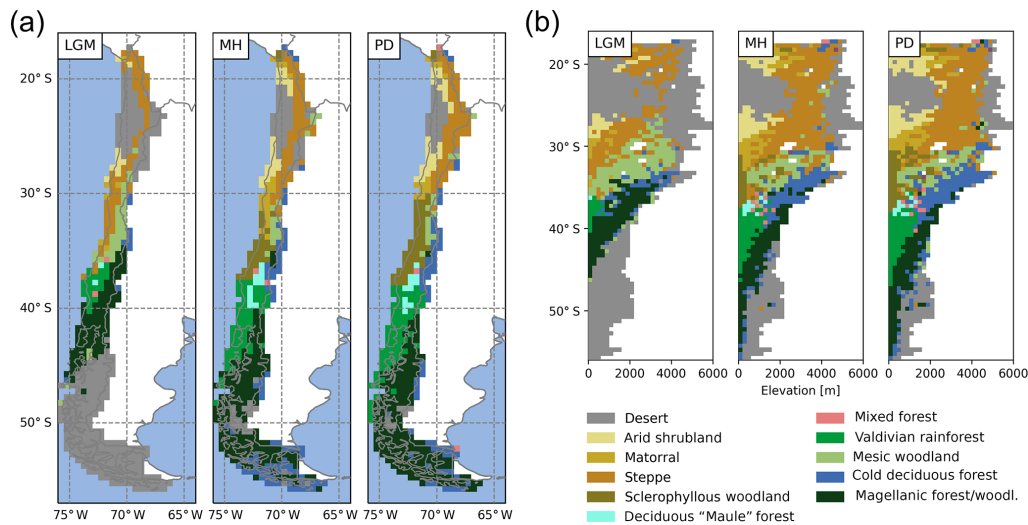 (a)
LGM
MH
PD
20° S
30° S
40° S
50° S
75° W
70° W
65° W
75° W
70° W
65° W
75° W
70° W
65° W
(b)
LGM
MH
PD
20° S
30° S
40° S
50° S
0
2000
4000
6000
0
2000
4000
6000
0
2000
4000
6000
Elevation [m]
Desert
Arid shrubland
Matorral
Steppe
Sclerophyllous woodland
Deciduous “Maule” forest
Mixed forest
Valdivian rainforest
Mesic woodland
Cold deciduous forest
Magellanic forest/woodl.